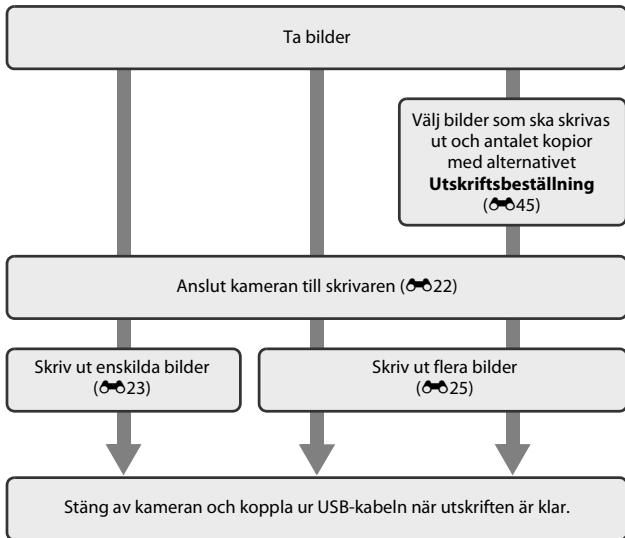 Ta bilder
Välj bilder som ska skrivas
ut och antalet kopior
med alternativet
Utskriftsbeställning
(45)
Anslut kameran till skrivaren (22)
Skriv ut enskilda bilder
(23)
Skriv ut flera bilder
(25)
Stäng av kameran och koppla ur USB-kabeln när utskriften är klar.